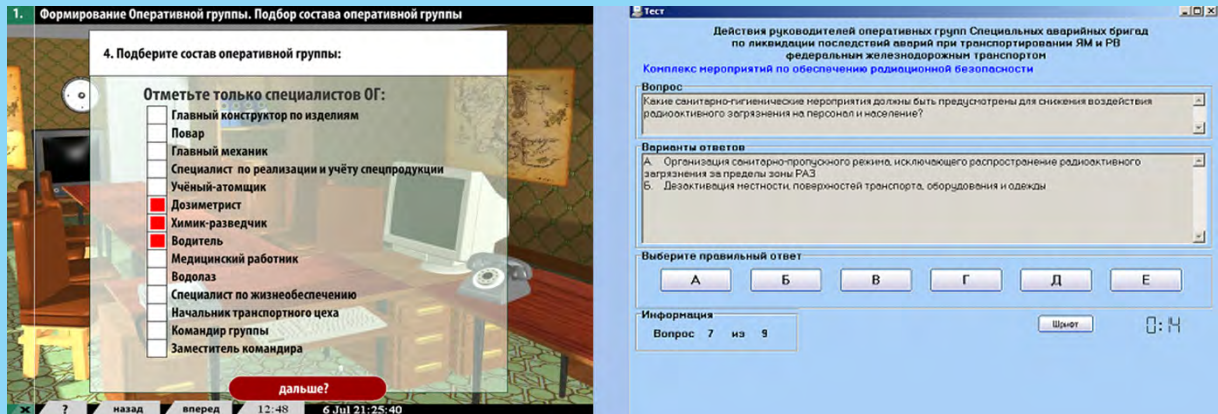 1. Формирование Оперативной группы. Подбор состава оперативной группы
4. Подберите состав оперативной группы:
Отметьте только специалистов ОГ:
Главный конструктор по изделиям
Повар
Главный механик
Специалист по реализации и учёту спецпродукции
Учёный-атомщик
Дозиметрист
Химик-разведчик
Водитель
Медицинский работник
Водолаз
Специалист по жизнеобеспечению
Начальник транспортного цеха
Командир группы
Заместитель командира
дальше?
× ? назад вперед 12:48 6 Jul 21:25:40
Тест
Действия руководителей оперативных групп Специальных аварийных бригад
по ликвидации последствий аварий при транспортировании ЯМ и РВ
федеральным железнодорожным транспортом
Комплекс мероприятий по обеспечению радиационной безопасности
Вопрос
Какие санитарно-гигиенические мероприятия должны быть предусмотрены для снижения воздействия
радиоактивного загрязнения на персонал и население?
Варианты ответов
А. Организация санитарно-пропускного режима, исключающего распространение радиоактивного
загрязнения за пределы зоны РАЗ
Б. Дезактивация местности, поверхностей транспорта, оборудования и одежды
Выберите правильный ответ
А Б В Г Д Е
Информация
Вопрос 7 из 9
Шрифт
0:14